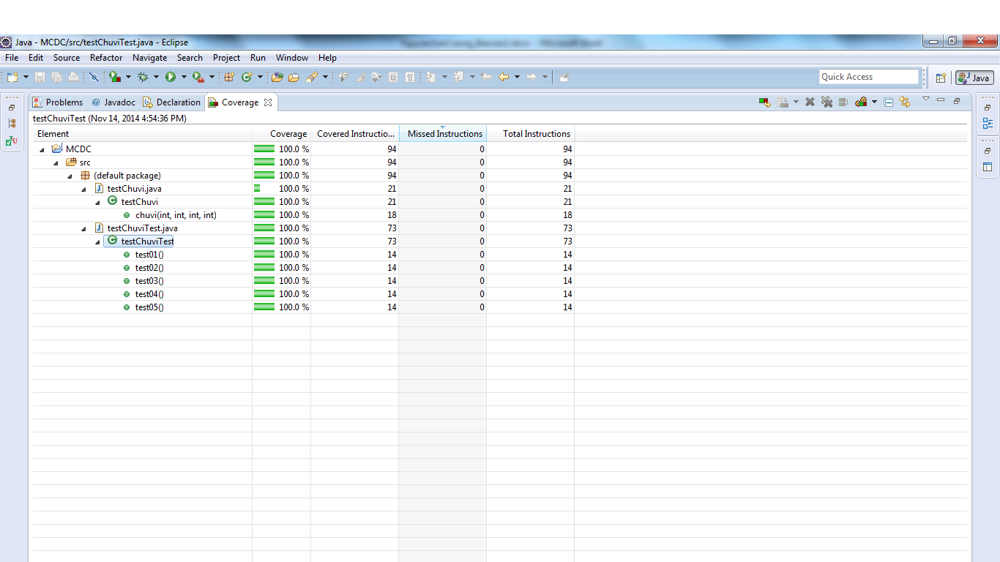 Java - MCDC/src/testChuviTest.java - Eclipse
File Edit Source Refactor Navigate Search Project Run Window Help
Quick Access Java
Problems @ Javadoc Declaration Coverage
testChuviTest (Nov 14, 2014 4:54:36 PM)
Element Coverage Covered Instructio... Missed Instructions Total Instructions
MCDC 100.0 % 94 0 94
src 100.0 % 94 0 94
(default package) 100.0 % 94 0 94
testChuvi.java 100.0 % 21 0 21
testChuvi 100.0 % 21 0 21
chuvi(int, int, int, int) 100.0 % 18 0 18
testChuviTest.java 100.0 % 73 0 73
testChuviTest 100.0 % 73 0 73
test01() 100.0 % 14 0 14
test02() 100.0 % 14 0 14
test03() 100.0 % 14 0 14
test04() 100.0 % 14 0 14
test05() 100.0 % 14 0 14